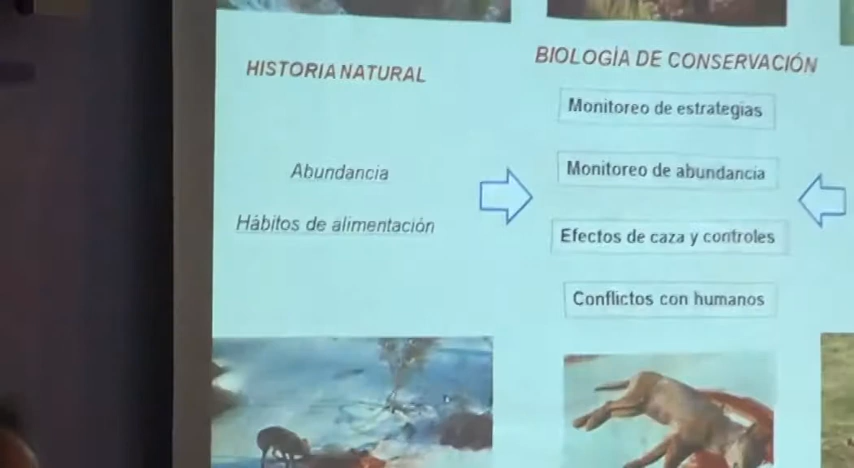 HISTORIA NATURAL
Abundancia
Hábitos de alimentación
BIOLOGÍA DE CONSERVACIÓN
Monitoreo de estrategias
Monitoreo de abundancia
Efectos de caza y controles
Conflictos con humanos